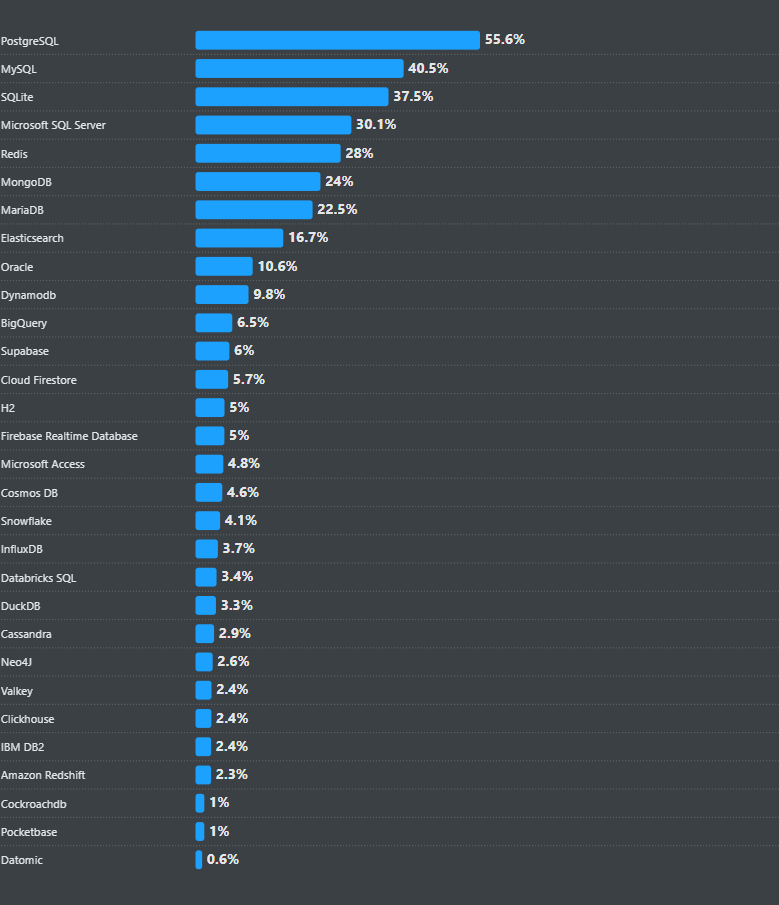 PostgreSQL 55.6%
MySQL 40.5%
SQLite 37.5%
Microsoft SQL Server 30.1%
Redis 28%
MongoDB 24%
MariaDB 22.5%
Elasticsearch 16.7%
Oracle 10.6%
Dynamodb 9.8%
BigQuery 6.5%
Supabase 6%
Cloud Firestore 5.7%
H2 5%
Firebase Realtime Database 5%
Microsoft Access 4.8%
Cosmos DB 4.6%
Snowflake 4.1%
InfluxDB 3.7%
Databricks SQL 3.4%
DuckDB 3.3%
Cassandra 2.9%
Neo4J 2.6%
Valkey 2.4%
Clickhouse 2.4%
IBM DB2 2.4%
Amazon Redshift 2.3%
Cockroachdb 1%
Pocketbase 1%
Datomic 0.6%